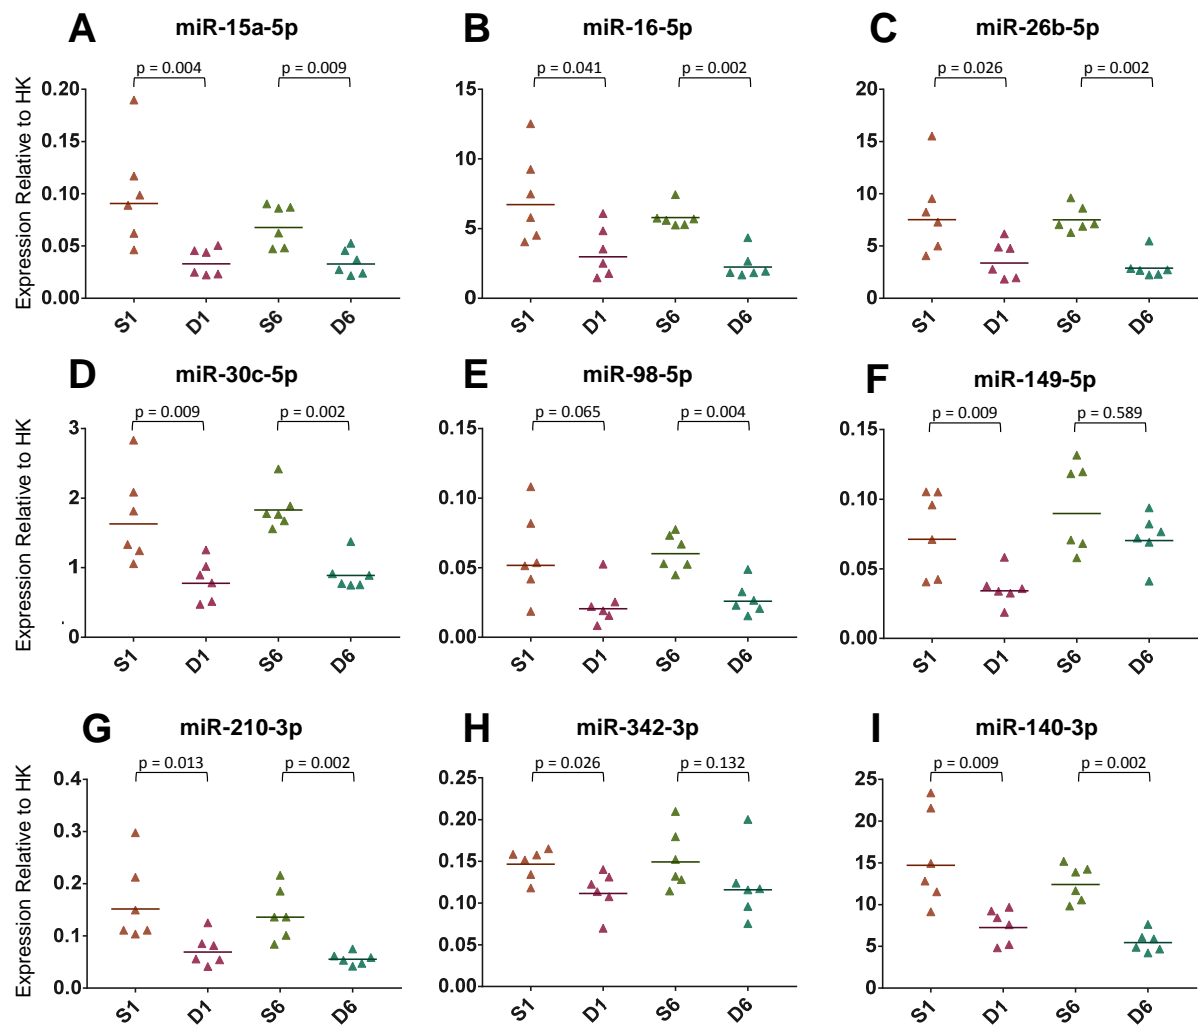 A miR-15a-5p
p = 0.004 p = 0.009
Expression Relative to HK
0.20
0.15
0.10
0.05
0.00
S1 D1 S6 D6
B miR-16-5p
p = 0.041 p = 0.002
15
10
5
0
S1 D1 S6 D6
C miR-26b-5p
p = 0.026 p = 0.002
20
15
10
5
0
S1 D1 S6 D6
D miR-30c-5p
p = 0.009 p = 0.002
Expression Relative to HK
3
2
1
0
S1 D1 S6 D6
E miR-98-5p
p = 0.065 p = 0.004
0.15
0.10
0.05
0.00
S1 D1 S6 D6
F miR-149-5p
p = 0.009 p = 0.589
0.15
0.10
0.05
0.00
S1 D1 S6 D6
G miR-210-3p
p = 0.013 p = 0.002
Expression Relative to HK
0.4
0.3
0.2
0.1
0.0
S1 D1 S6 D6
H miR-342-3p
p = 0.026 p = 0.132
0.25
0.20
0.15
0.10
0.05
0.00
S1 D1 S6 D6
I miR-140-3p
p = 0.009 p = 0.002
25
20
15
10
5
0
S1 D1 S6 D6